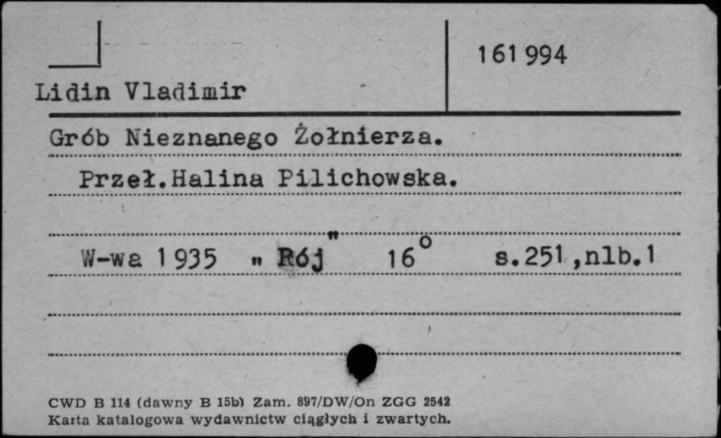 161 994
Lidin Vladimir
Grób Nieznanego Żołnierza.
Przeł.Halina Pilichowska.
W-wa 1935 „ Rój" 16° s.251,nlb.1
CWD B 114 (dawny B 15b) Zam. 897/DW/On ZGG 2542
Karta katalogowa wydawnictw ciągłych i zwartych.